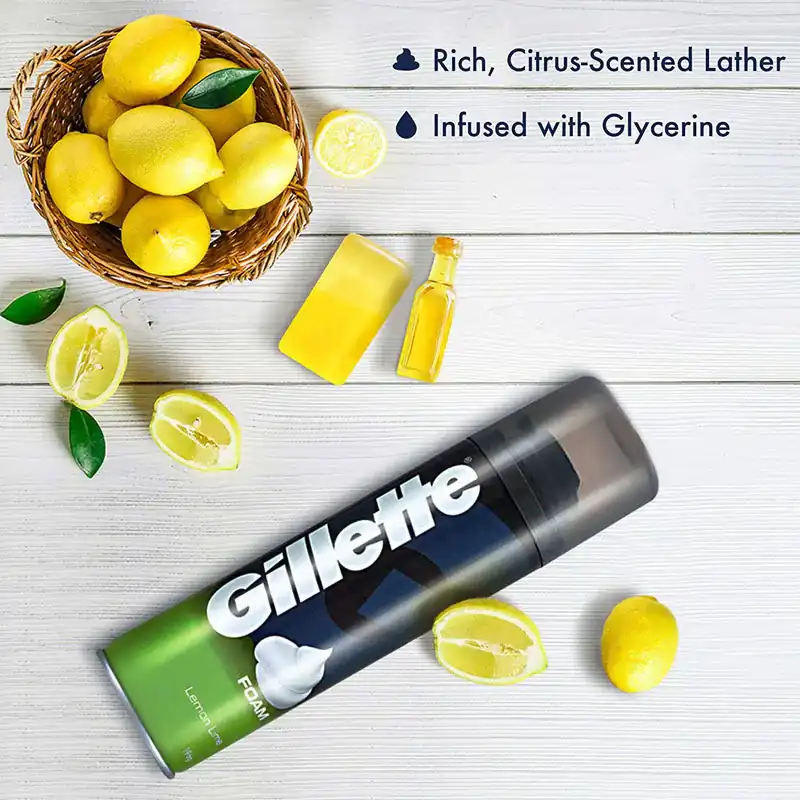 Rich, Citrus-Scented Lather
Infused with Glycerine
Gillette®
FOAM
Lemon Lime